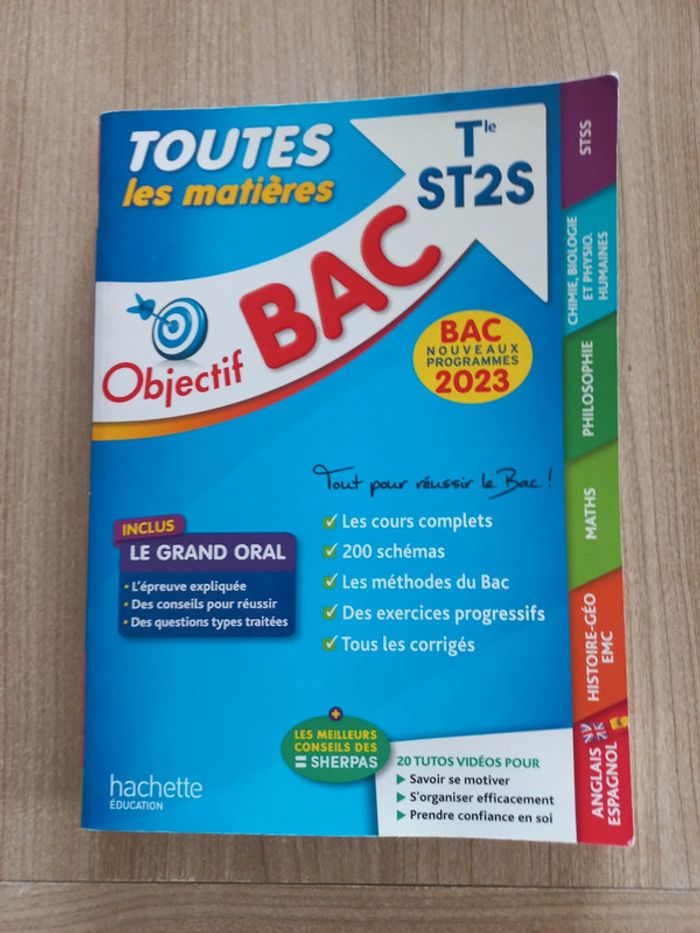 TOUTES
les matières
Tle
ST2S
Objectif BAC
BAC
NOUVEAUX
PROGRAMMES
2023
Tout pour réussir le Bac !
✓ Les cours complets
✓ 200 schémas
✓ Les méthodes du Bac
✓ Des exercices progressifs
✓ Tous les corrigés
INCLUS
LE GRAND ORAL
• L'épreuve expliquée
• Des conseils pour réussir
• Des questions types traitées
+
LES MEILLEURS
CONSEILS DES
SHERPAS
20 TUTOS VIDÉOS POUR
▶ Savoir se motiver
▶ S'organiser efficacement
▶ Prendre confiance en soi
hachette
ÉDUCATION
STSS
CHIMIE, BIOLOGIE
ET PHYSIO.
HUMAINES
PHILOSOPHIE
MATHS
HISTOIRE-GÉO
EMC
ANGLAIS
ESPAGNOL